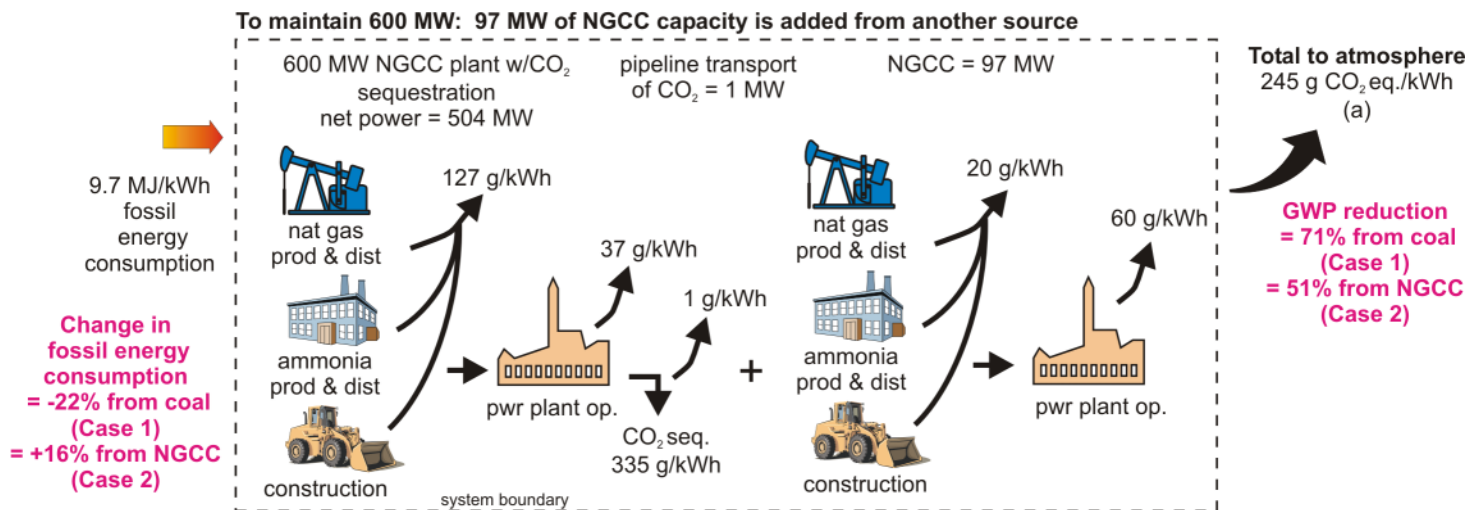 To maintain 600 MW: 97 MW of NGCC capacity is added from another source
600 MW NGCC plant w/CO₂
sequestration
net power = 504 MW
pipeline transport
of CO₂ = 1 MW
NGCC = 97 MW
Total to atmosphere
245 g CO₂ eq./kWh
(a)
9.7 MJ/kWh
fossil
energy
consumption
Change in
fossil energy
consumption
= -22% from coal
(Case 1)
= +16% from NGCC
(Case 2)
nat gas
prod & dist
ammonia
prod & dist
construction
127 g/kWh
37 g/kWh
1 g/kWh
pwr plant op.
CO₂ seq.
335 g/kWh
system boundary
+
nat gas
prod & dist
ammonia
prod & dist
construction
20 g/kWh
60 g/kWh
pwr plant op.
GWP reduction
= 71% from coal
(Case 1)
= 51% from NGCC
(Case 2)